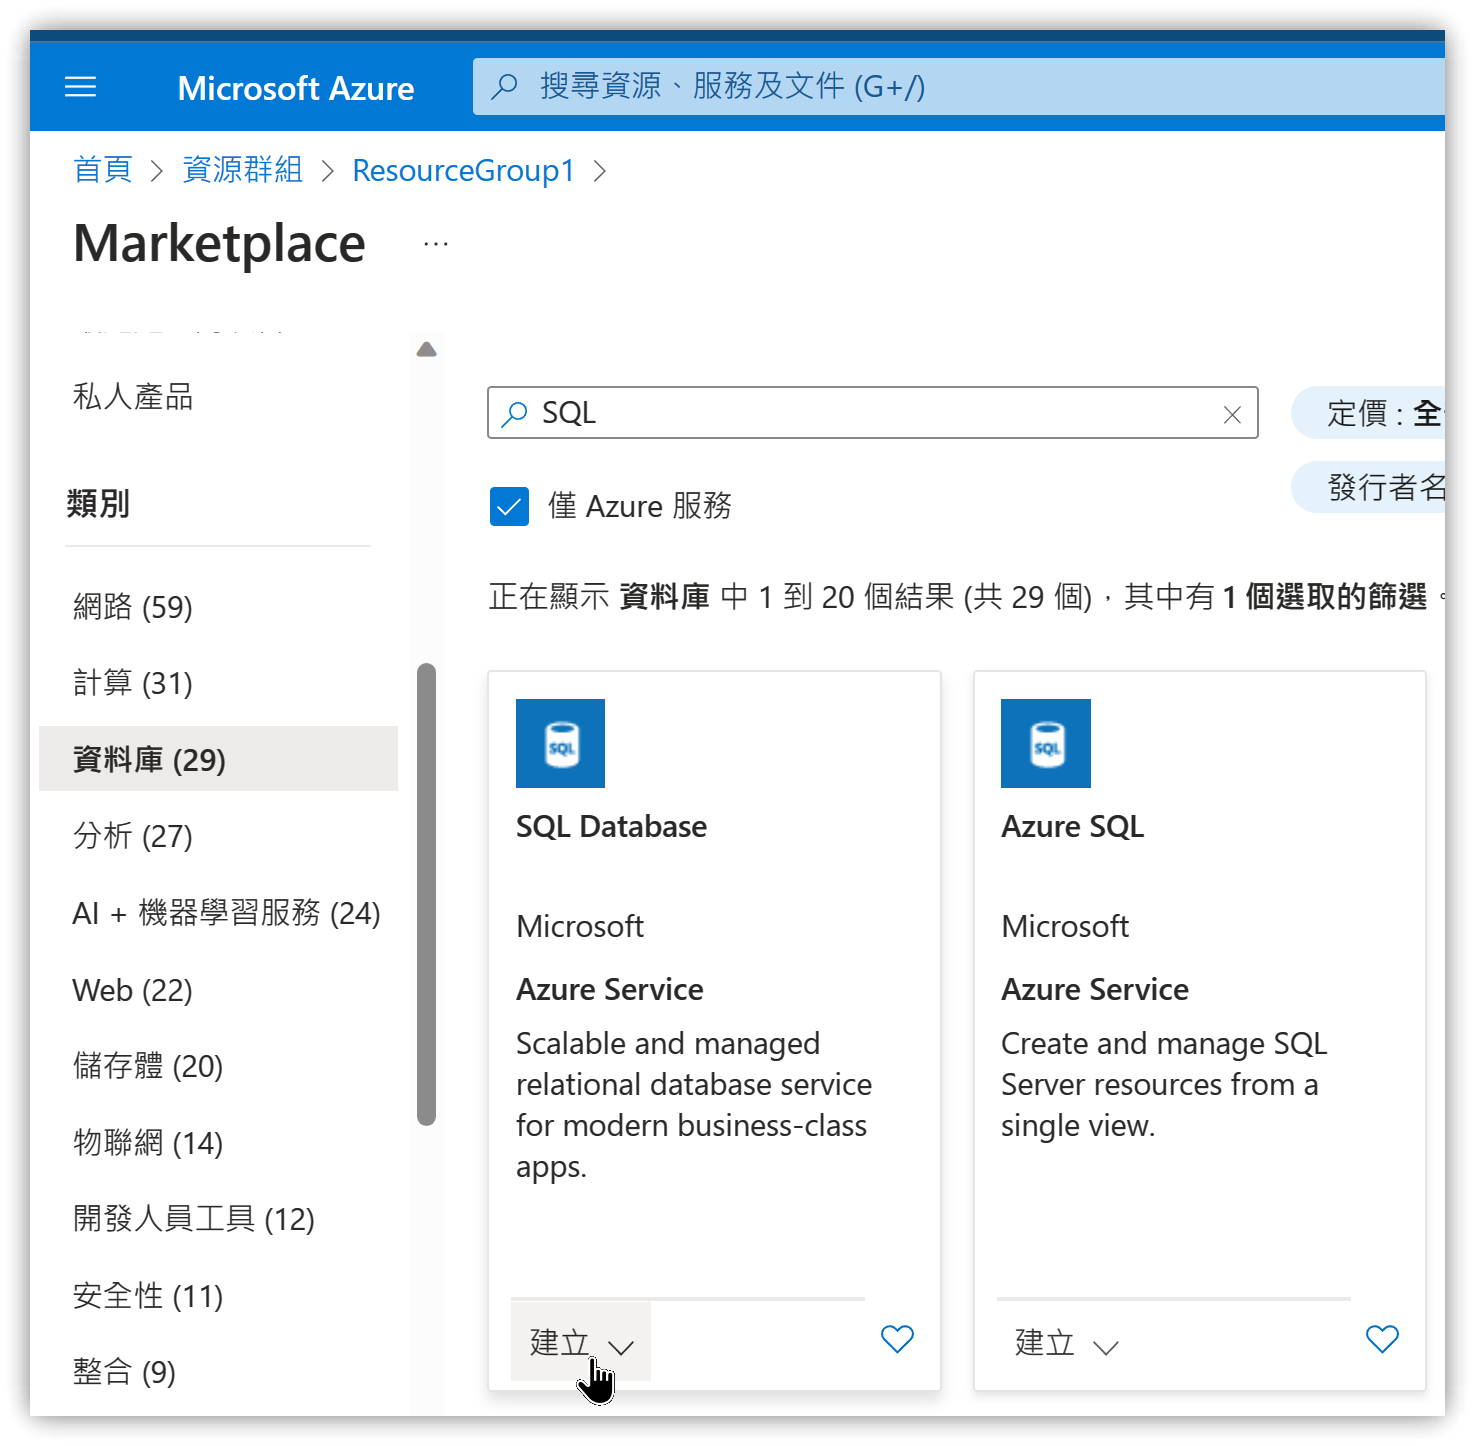 Microsoft Azure
搜尋資源、服務及文件 (G+/)
首頁 > 資源群組 > ResourceGroup1 >
Marketplace ...
私人產品
SQL
定價 : 全
僅 Azure 服務
發行者名
類別
正在顯示 資料庫 中 1 到 20 個結果 (共 29 個)，其中有 1 個選取的篩選。
網路 (59)
計算 (31)
資料庫 (29)
分析 (27)
AI + 機器學習服務 (24)
Web (22)
儲存體 (20)
物聯網 (14)
開發人員工具 (12)
安全性 (11)
整合 (9)
SQL
SQL Database
Microsoft
Azure Service
Scalable and managed
relational database service
for modern business-class
apps.
建立
SQL
Azure SQL
Microsoft
Azure Service
Create and manage SQL
Server resources from a
single view.
建立